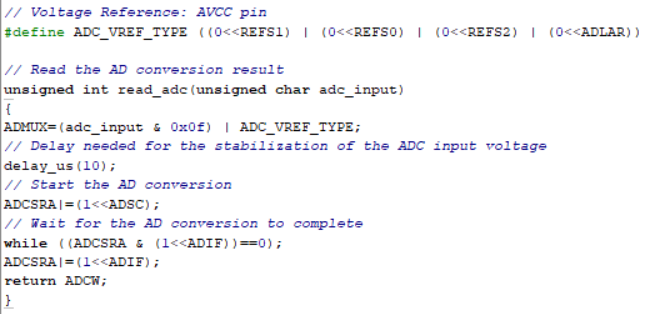 // Voltage Reference: AVCC pin
#define ADC_VREF_TYPE ((0<<REFS1) | (0<<REFS0) | (0<<REFS2) | (0<<ADLAR))
// Read the AD conversion result
unsigned int read_adc(unsigned char adc_input)
{
ADMUX=(adc_input & 0x0f) | ADC_VREF_TYPE;
// Delay needed for the stabilization of the ADC input voltage
delay_us(10);
// Start the AD conversion
ADCSRA|=(1<<ADSC);
// Wait for the AD conversion to complete
while ((ADCSRA & (1<<ADIF))==0);
ADCSRA|=(1<<ADIF);
return ADCW;
}